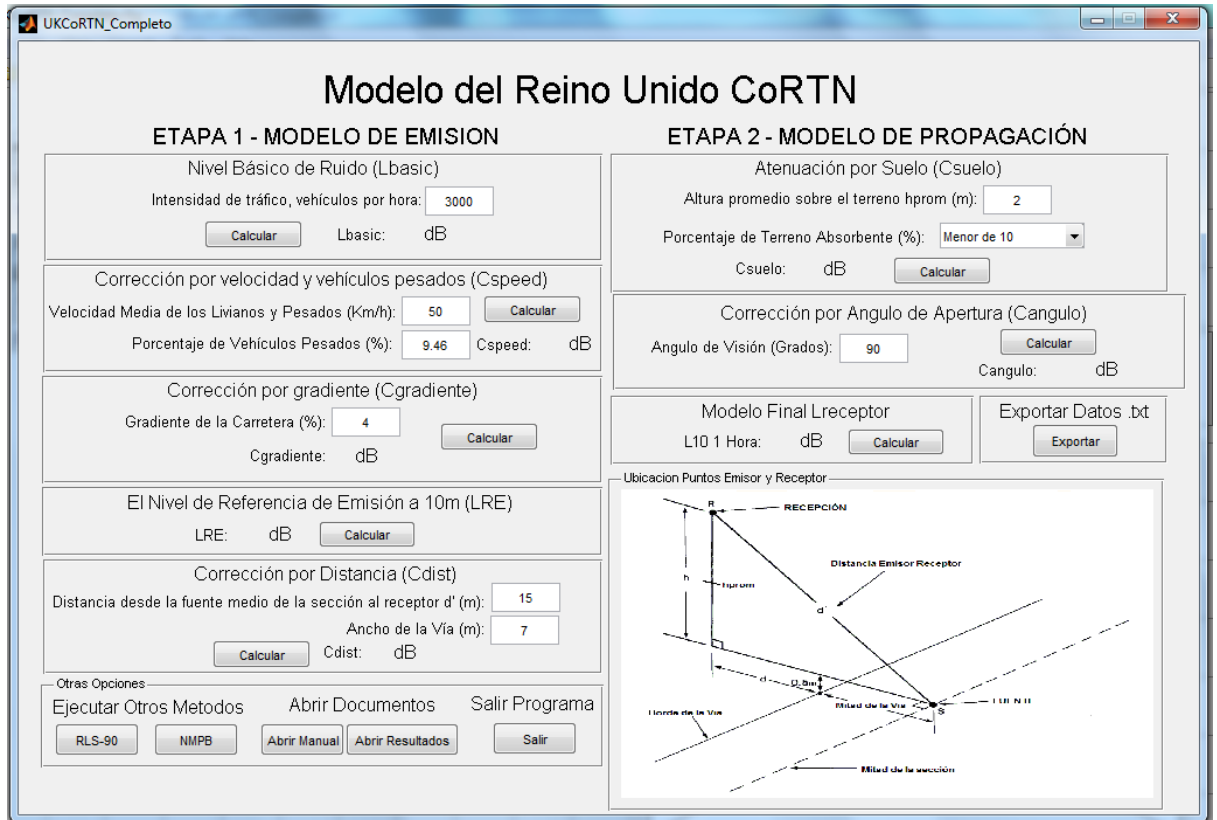 UKCoRTN_Completo
Modelo del Reino Unido CoRTN
ETAPA 1 - MODELO DE EMISION
Nivel Básico de Ruido (Lbasic)
Intensidad de tráfico, vehículos por hora: 3000
Calcular Lbasic: dB
Corrección por velocidad y vehículos pesados (Cspeed)
Velocidad Media de los Livianos y Pesados (Km/h): 50 Calcular
Porcentaje de Vehículos Pesados (%): 9.46 Cspeed: dB
Corrección por gradiente (Cgradiente)
Gradiente de la Carretera (%): 4
Calcular
Cgradiente: dB
El Nivel de Referencia de Emisión a 10m (LRE)
LRE: dB Calcular
Corrección por Distancia (Cdist)
Distancia desde la fuente medio de la sección al receptor d' (m): 15
Ancho de la Vía (m): 7
Calcular Cdist: dB
Otras Opciones
Ejecutar Otros Metodos Abrir Documentos Salir Programa
RLS-90 NMPB Abrir Manual Abrir Resultados Salir
ETAPA 2 - MODELO DE PROPAGACIÓN
Atenuación por Suelo (Csuelo)
Altura promedio sobre el terreno hprom (m): 2
Porcentaje de Terreno Absorbente (%): Menor de 10
Csuelo: dB Calcular
Corrección por Angulo de Apertura (Cangulo)
Angulo de Visión (Grados): 90 Calcular
Cangulo: dB
Modelo Final Lreceptor
L10 1 Hora: dB Calcular
Exportar Datos .txt
Exportar
Ubicacion Puntos Emisor y Receptor
R
RECEPCIÓN
Distancia Emisor Receptor
h
hprom
d'
d
0.5m
Mitad de la Vía
S
Mitad de la sección